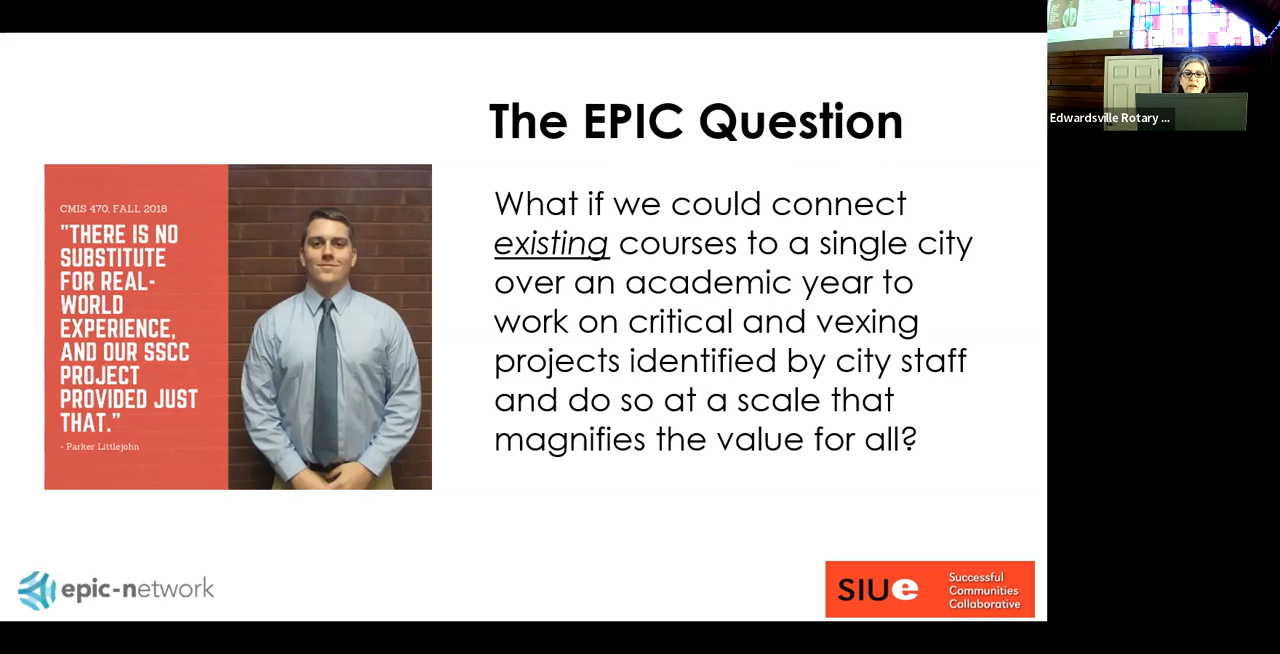 The EPIC Question
CMIS 470, FALL 2018
"THERE IS NO
SUBSTITUTE
FOR REAL-
WORLD
EXPERIENCE,
AND OUR SSCC
PROJECT
PROVIDED JUST
THAT."
- Parker Littlejohn
What if we could connect
existing courses to a single city
over an academic year to
work on critical and vexing
projects identified by city staff
and do so at a scale that
magnifies the value for all?
epic-network
SIUe
Successful
Communities
Collaborative
Edwardsville Rotary ...